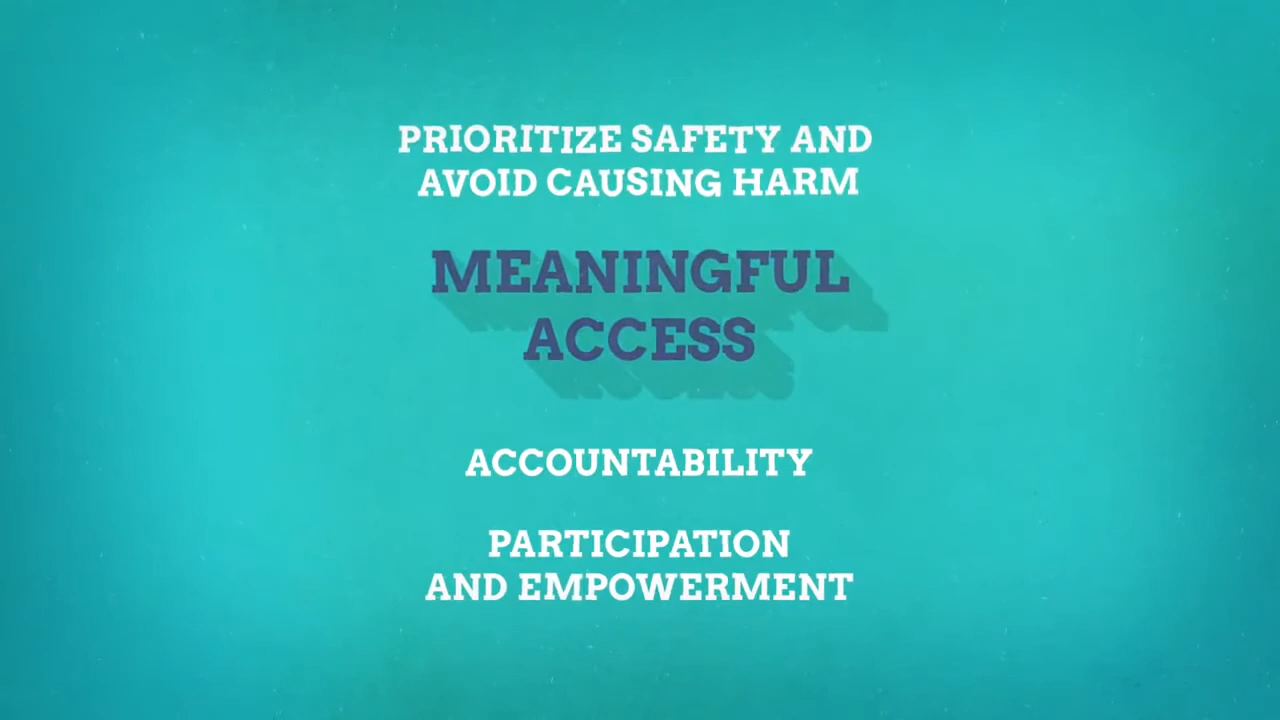 PRIORITIZE SAFETY AND
AVOID CAUSING HARM
MEANINGFUL
ACCESS
ACCOUNTABILITY
PARTICIPATION
AND EMPOWERMENT